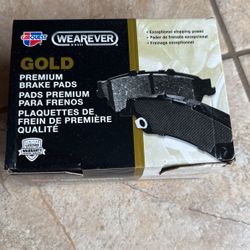 CARQUEST
WEAREVER
GOLD
PREMIUM
BRAKE PADS
PADS PREMIUM
PARA FRENOS
PLAQUETTES DE
FREIN DE PREMIÈRE
QUALITÉ
• Exceptional stopping power
• Poder de frenado excepcional
• Freinage exceptionnel